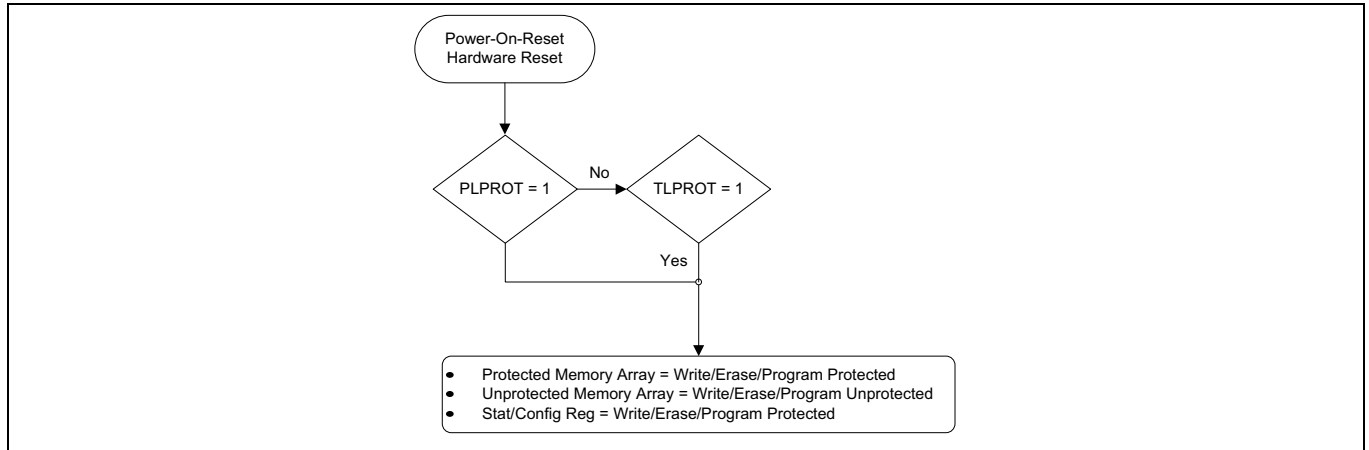 Power-On-Reset
Hardware Reset
PLPROT = 1
No
TLPROT = 1
Yes
• Protected Memory Array = Write/Erase/Program Protected
• Unprotected Memory Array = Write/Erase/Program Unprotected
• Stat/Config Reg = Write/Erase/Program Protected